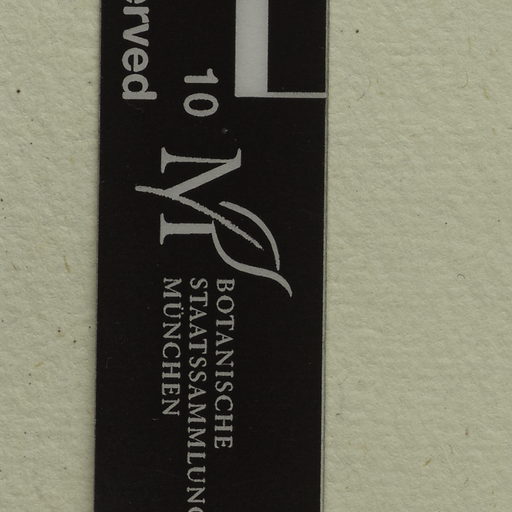 erved
10
M
BOTANISCHE
STAATSSAMMLUNG
MÜNCHEN